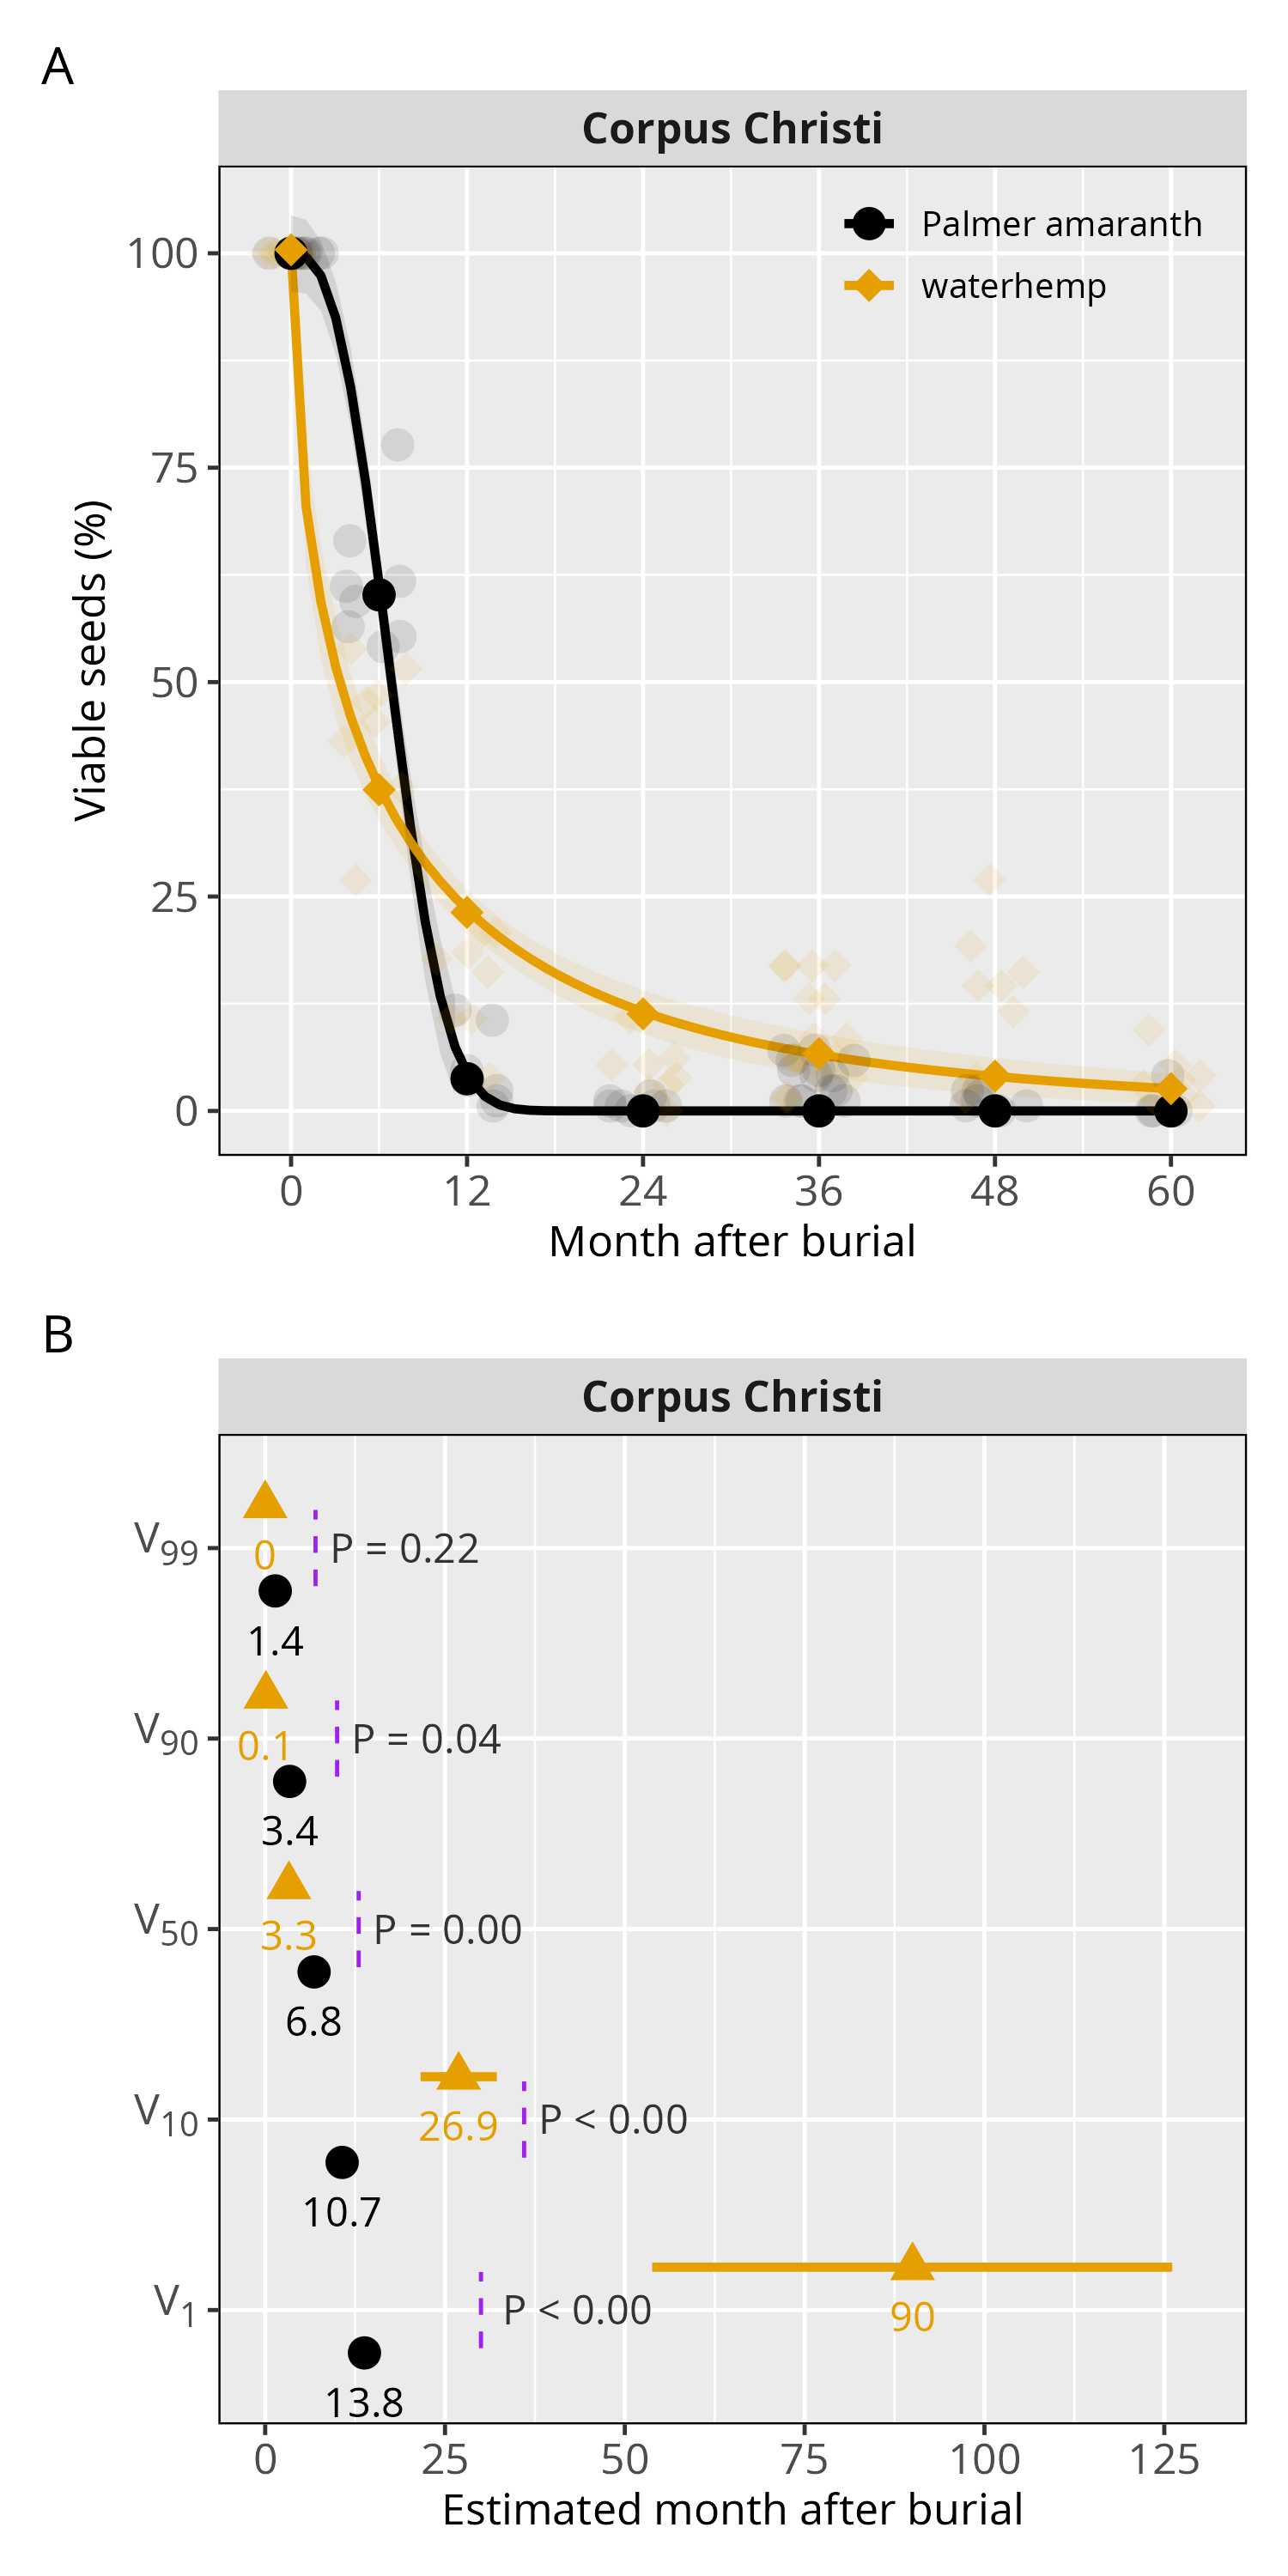 A
Corpus Christi
Palmer amaranth
waterhemp
100
75
50
25
0
Viable seeds (%)
0 12 24 36 48 60
Month after burial
B
Corpus Christi
V99
0
P = 0.22
1.4
V90
0.1
P = 0.04
3.4
V50
3.3
P = 0.00
6.8
V10
26.9
P < 0.00
10.7
V1
P < 0.00
90
13.8
0 25 50 75 100 125
Estimated month after burial